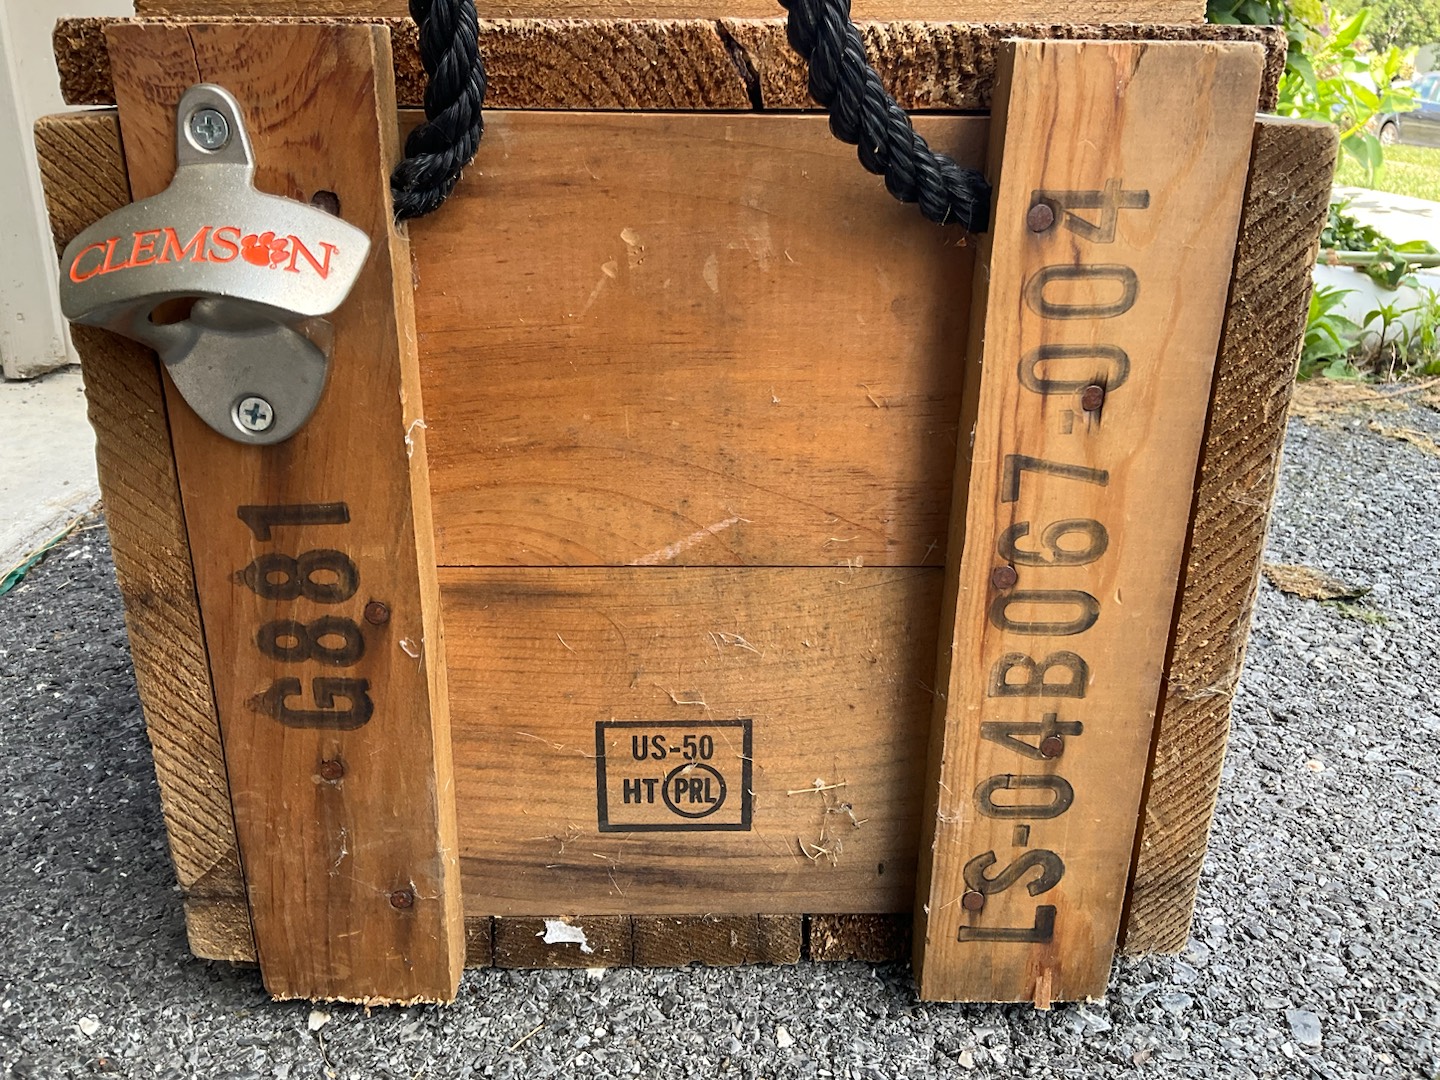 CLEMSON
G881
US-50
HT PRL
LS-04B067-004